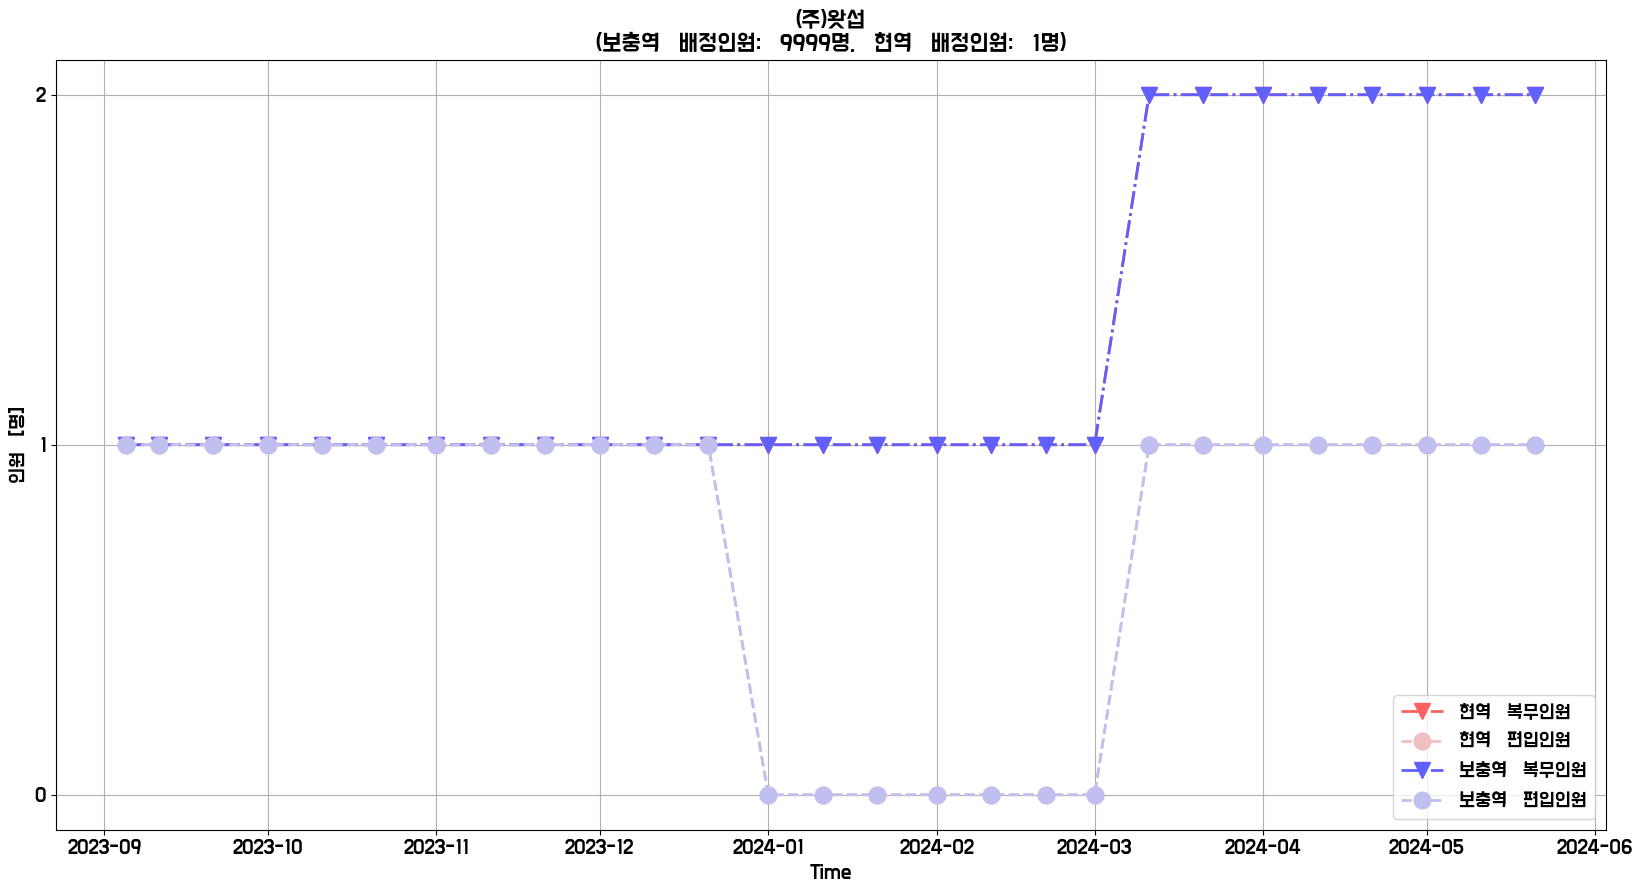 (주)왓섭
(보충역 배정인원: 9999명, 현역 배정인원: 1명)
인원 [명]
2
1
0
현역 복무인원
현역 편입인원
보충역 복무인원
보충역 편입인원
2023-09 2023-10 2023-11 2023-12 2024-01 2024-02 2024-03 2024-04 2024-05 2024-06
Time